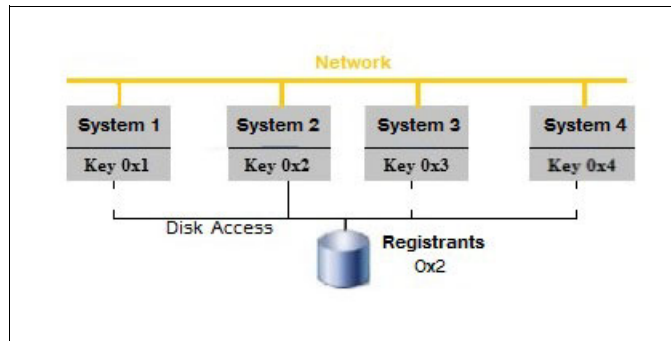 Network
System 1
Key 0x1
System 2
Key 0x2
System 3
Key 0x3
System 4
Key 0x4
Disk Access
Registrants
0x2